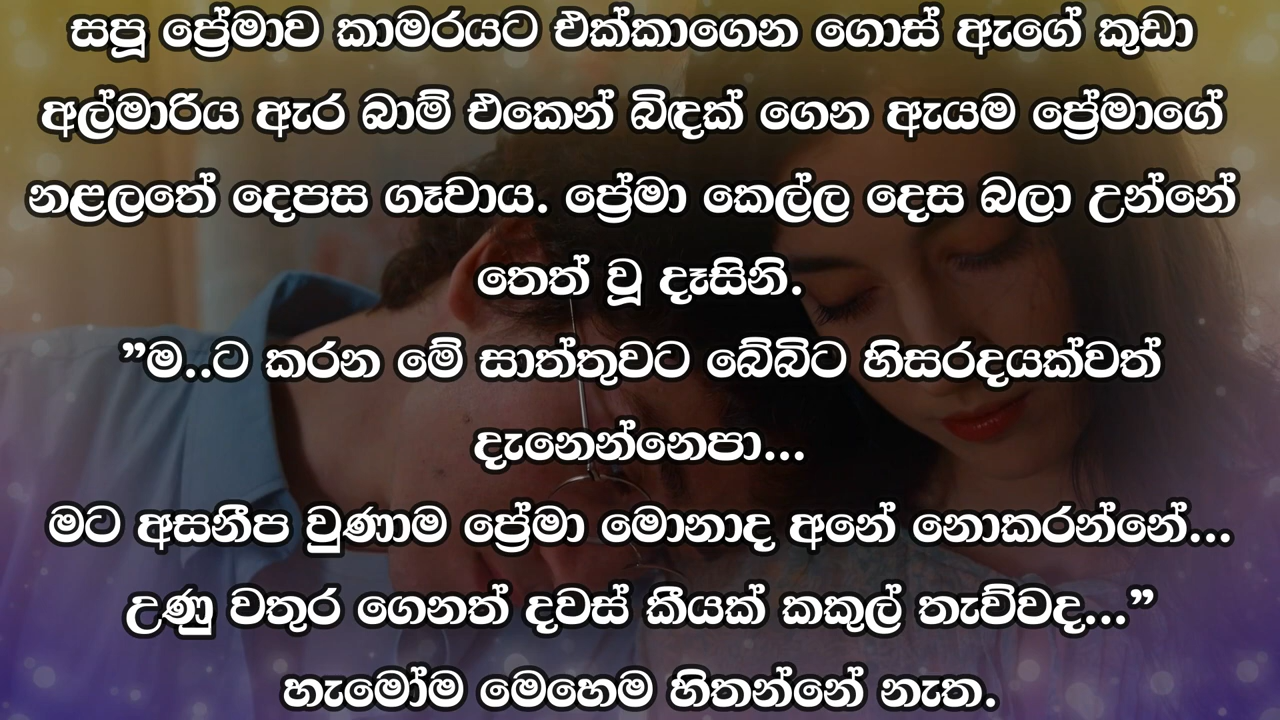 සපූ ප්‍රේමාව කාමරයට එක්කාගෙන ගොස් ඇගේ කුඩා
අල්මාරිය ඇර බාම් එකෙන් බිඳක් ගෙන ඇයම ප්‍රේමාගේ
නළලතේ දෙපස ගෑවාය. ප්‍රේමා කෙල්ල දෙස බලා උන්නේ
තෙත් වූ දෑසිනි.
”ම..ට කරන මේ සාත්තුවට බේබිට හිසරදයක්වත්
දැනෙන්නෙපා...
මට අසනීප වුණාම ප්‍රේමා මොනාද අනේ නොකරන්නේ...
උණු වතුර ගෙනත් දවස් කීයක් කකුල් තැව්වද...”
හැමෝම මෙහෙම හිතන්නේ නැත.